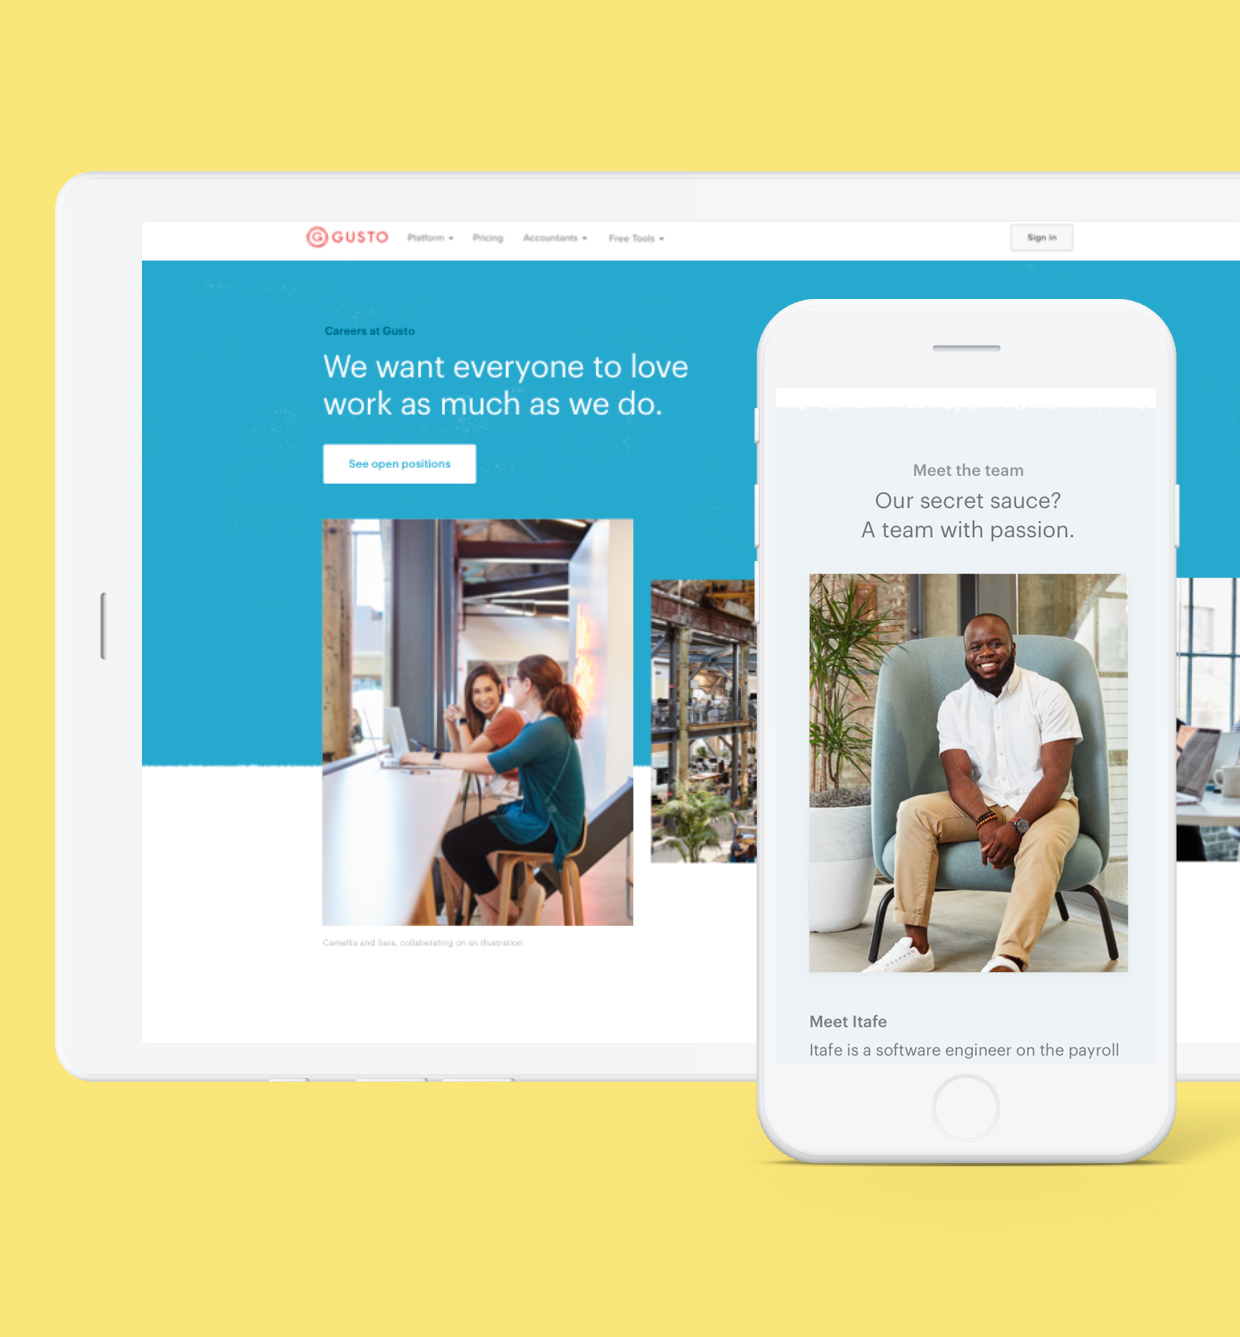 GUSTO
Platform
Pricing
Accountants
Free Tools
Sign in
Careers at Gusto
We want everyone to love
work as much as we do.
See open positions
Camellia and Sara, collaborating on an illustration
Meet the team
Our secret sauce?
A team with passion.
Meet Itafe
Itafe is a software engineer on the payroll